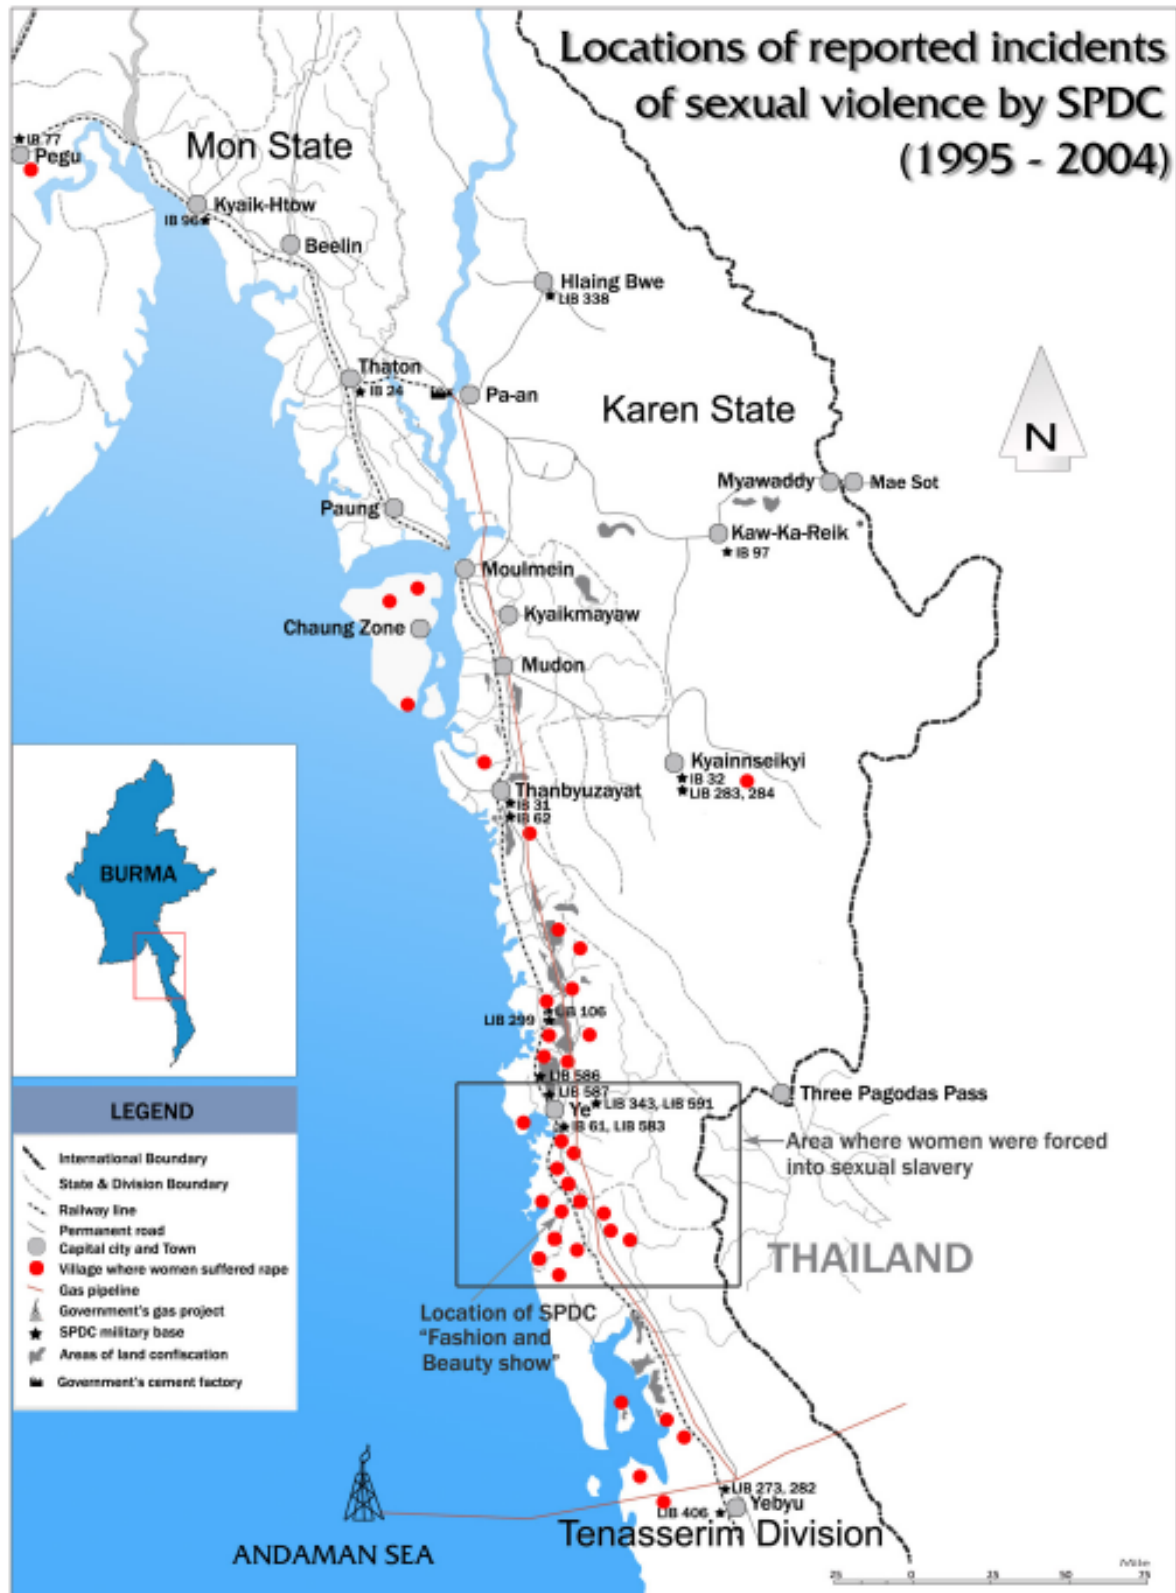 Locations of reported incidents
of sexual violence by SPDC
(1995 - 2004)
IB 77
Pegu
Mon State
Kyaik-Htow
IB 96
Beelin
Hlaing Bwe
LIB 338
Thaton
IB 24
Pa-an
Karen State
N
Myawaddy
Mae Sot
Paung
Kaw-Ka-Reik
IB 97
Moulmein
Kyaikmayaw
Chaung Zone
Mudon
Kyainnseikyi
IB 32
LIB 283, 284
Thanbyuzayat
IB 31
IB 62
BURMA
LIB 106
LIB 299
LIB 586
LIB 587
LIB 343, LIB 591
Ye
IB 61, LIB 583
Three Pagodas Pass
Area where women were forced
into sexual slavery
THAILAND
LEGEND
International Boundary
State & Division Boundary
Railway line
Permanent road
Capital city and Town
Village where women suffered rape
Gas pipeline
Government's gas project
SPDC military base
Areas of land confiscation
Government's cement factory
Location of SPDC
"Fashion and
Beauty show"
LIB 273, 282
Yebyu
LIB 406
Tenasserim Division
ANDAMAN SEA
Mile
25 0 25 50 75